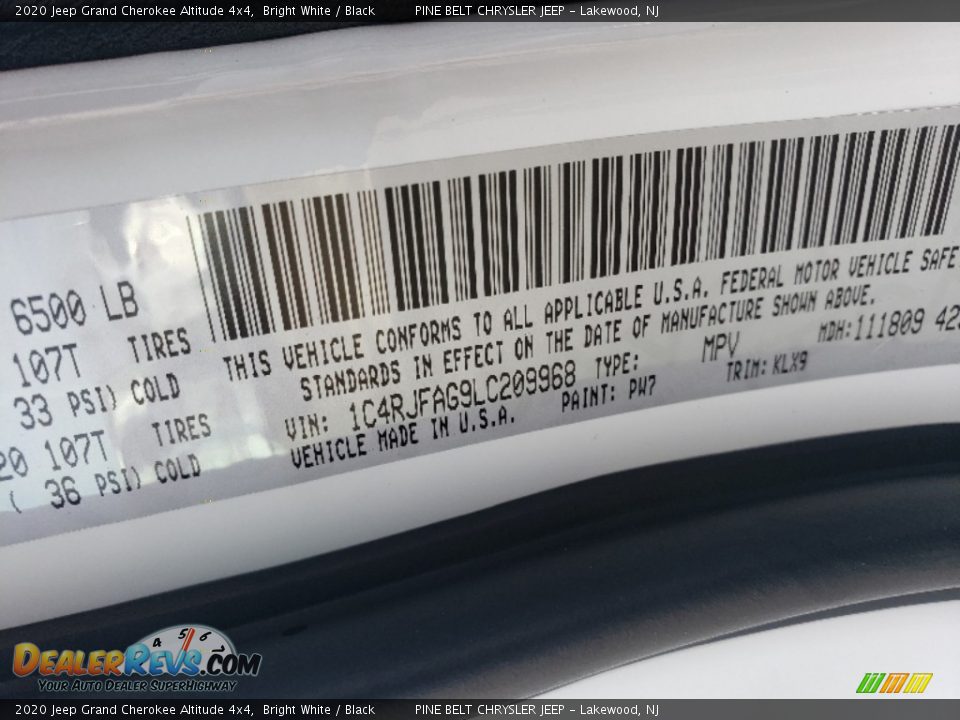 2020 Jeep Grand Cherokee Altitude 4x4, Bright White / Black PINE BELT CHRYSLER JEEP - Lakewood, NJ
6500 LB
107T TIRES
33 PSI) COLD
20 107T TIRES
( 36 PSI) COLD
THIS VEHICLE CONFORMS TO ALL APPLICABLE U.S.A. FEDERAL MOTOR VEHICLE SAFE
STANDARDS IN EFFECT ON THE DATE OF MANUFACTURE SHOWN ABOVE.
VIN: 1C4RJFAG9LC209968 TYPE: MPV MDH:111809 42
VEHICLE MADE IN U.S.A. PAINT: PW7 TRIM: KLX9
4 5 6
DEALERREVS.COM
YOUR AUTO DEALER SUPERHIGHWAY
2020 Jeep Grand Cherokee Altitude 4x4, Bright White / Black PINE BELT CHRYSLER JEEP - Lakewood, NJ